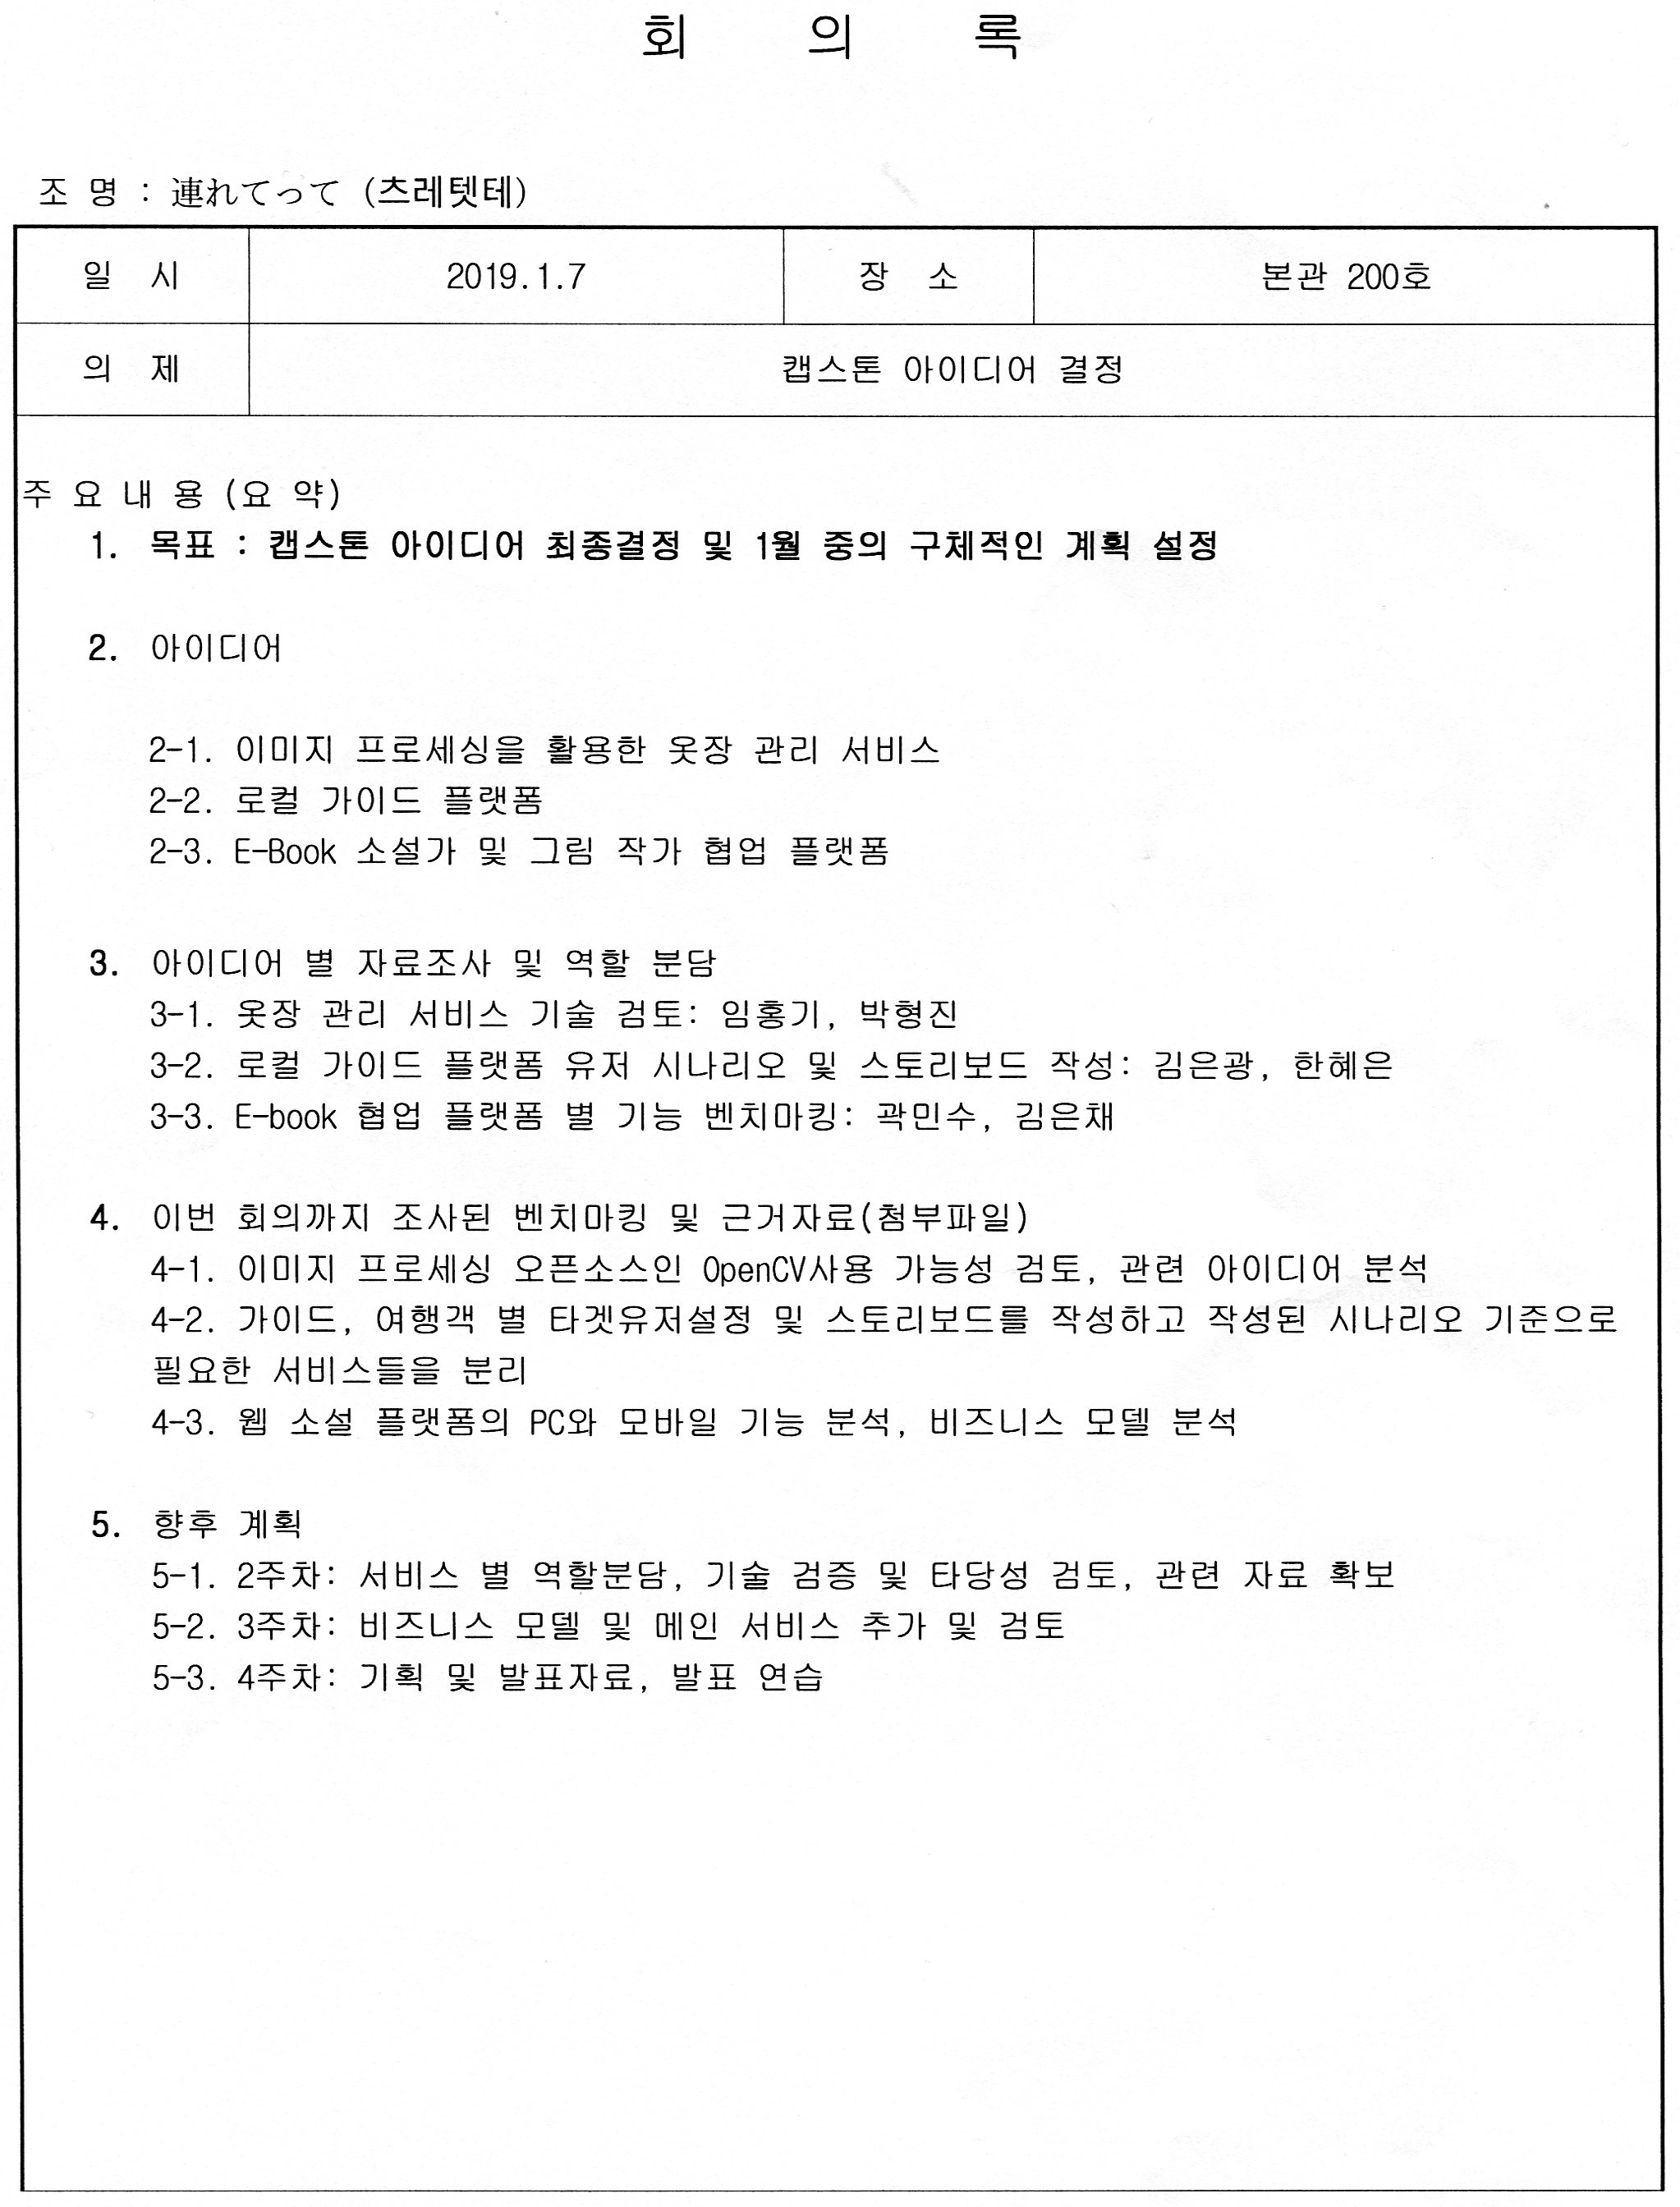 회 의 록
조 명 : 連れてって (츠레텟테)
일 시 2019.1.7 장 소 본관 200호
의 제 캡스톤 아이디어 결정
주 요 내 용 (요 약)
1. 목표 : 캡스톤 아이디어 최종결정 및 1월 중의 구체적인 계획 설정
2. 아이디어
2-1. 이미지 프로세싱을 활용한 옷장 관리 서비스
2-2. 로컬 가이드 플랫폼
2-3. E-Book 소설가 및 그림 작가 협업 플랫폼
3. 아이디어 별 자료조사 및 역할 분담
3-1. 옷장 관리 서비스 기술 검토: 임홍기, 박형진
3-2. 로컬 가이드 플랫폼 유저 시나리오 및 스토리보드 작성: 김은광, 한혜은
3-3. E-book 협업 플랫폼 별 기능 벤치마킹: 곽민수, 김은채
4. 이번 회의까지 조사된 벤치마킹 및 근거자료(첨부파일)
4-1. 이미지 프로세싱 오픈소스인 OpenCV사용 가능성 검토, 관련 아이디어 분석
4-2. 가이드, 여행객 별 타겟유저설정 및 스토리보드를 작성하고 작성된 시나리오 기준으로
필요한 서비스들을 분리
4-3. 웹 소설 플랫폼의 PC와 모바일 기능 분석, 비즈니스 모델 분석
5. 향후 계획
5-1. 2주차: 서비스 별 역할분담, 기술 검증 및 타당성 검토, 관련 자료 확보
5-2. 3주차: 비즈니스 모델 및 메인 서비스 추가 및 검토
5-3. 4주차: 기획 및 발표자료, 발표 연습